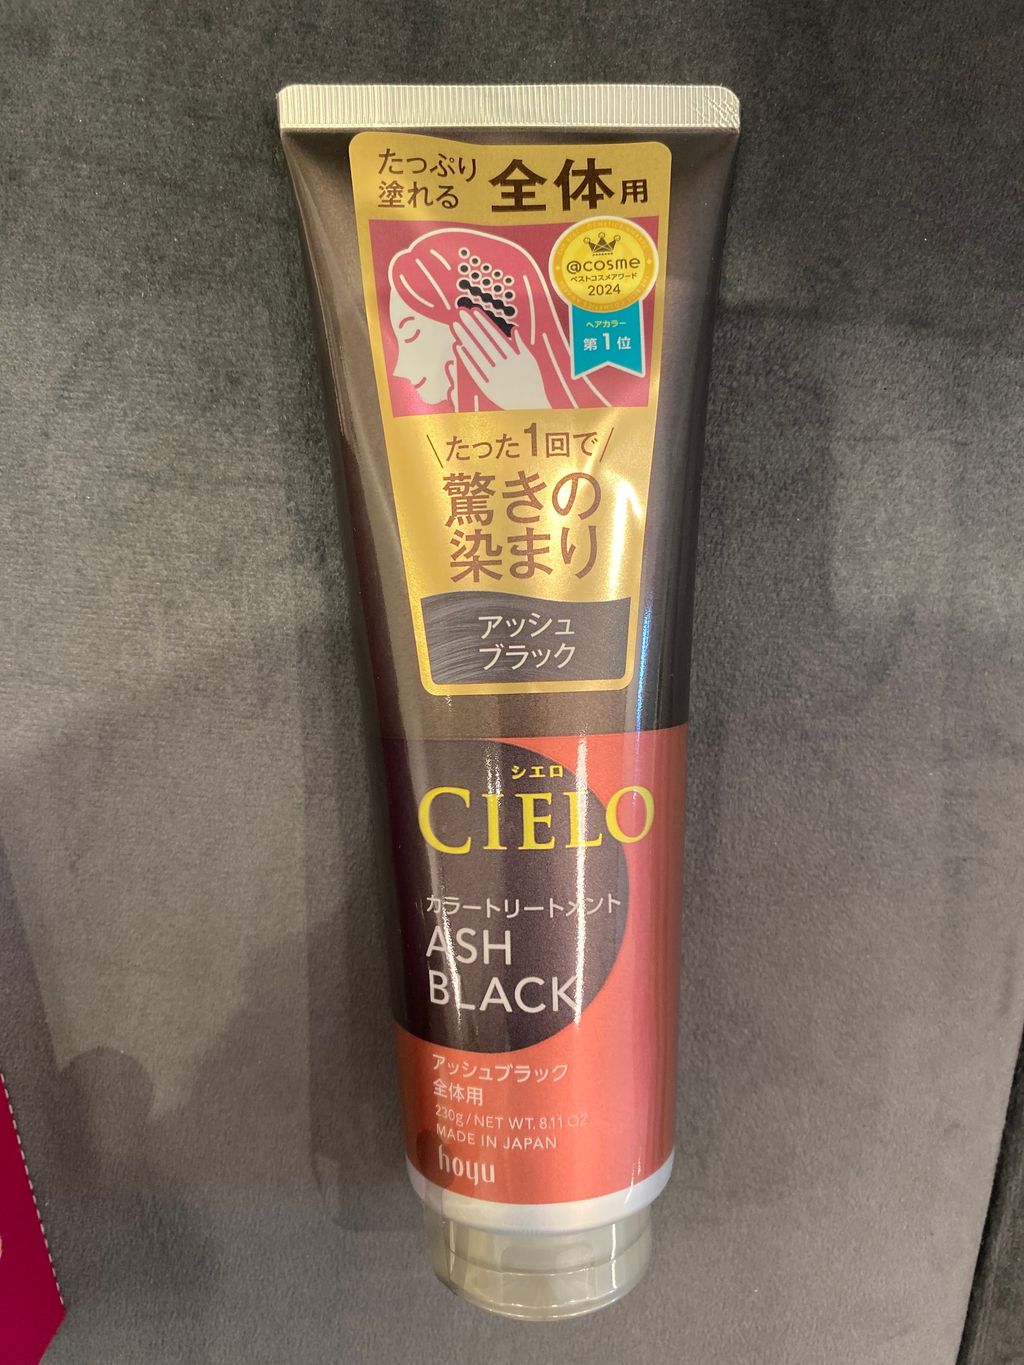 たっぷり
塗れる
全体用
@cosme
ベストコスメアワード
2024
ヘアカラー
第1位
たった1回で
驚きの
染まり
アッシュ
ブラック
シエロ
CIELO
カラートリートメント
ASH
BLACK
アッシュブラック
全体用
230g/NET WT. 8.11 OZ
MADE IN JAPAN
hoyu